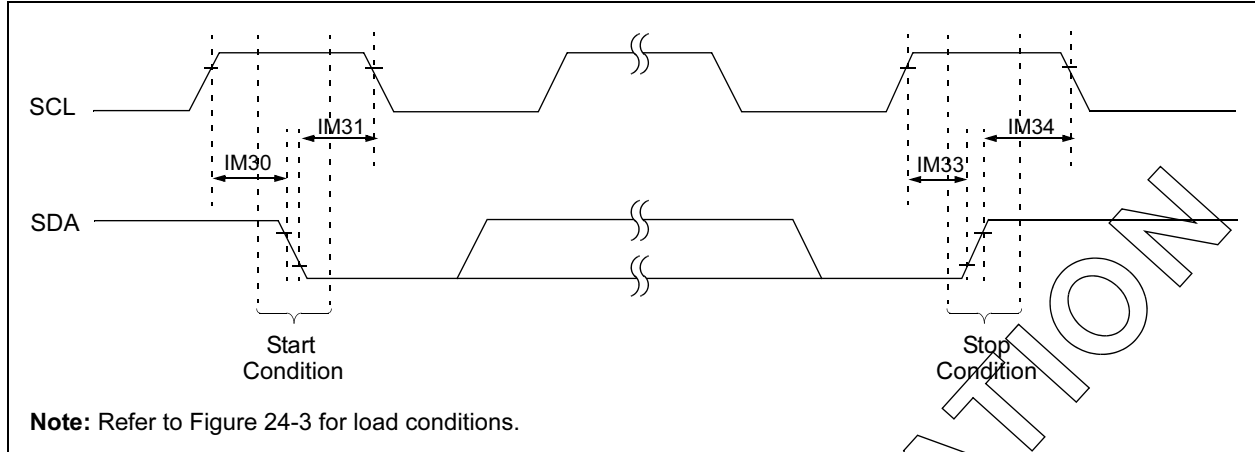 SCL
IM31
IM34
IM30
IM33
SDA
Start
Condition
Stop
Condition
Note: Refer to Figure 24-3 for load conditions.
ATION